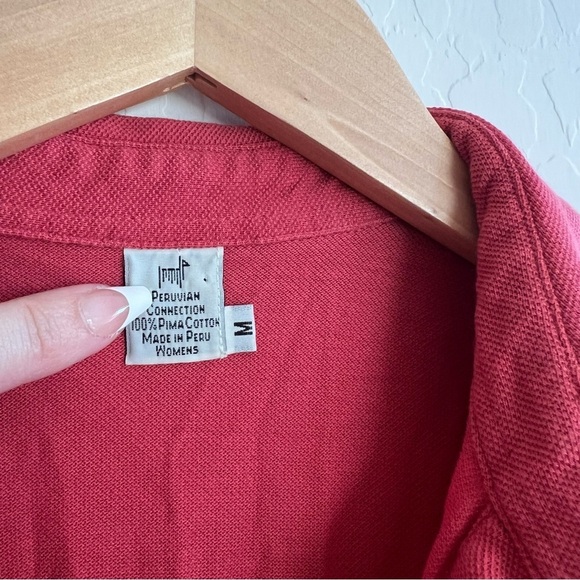 PERUVIAN
CONNECTION
100% PIMA COTTON
MADE IN PERU
WOMENS
M